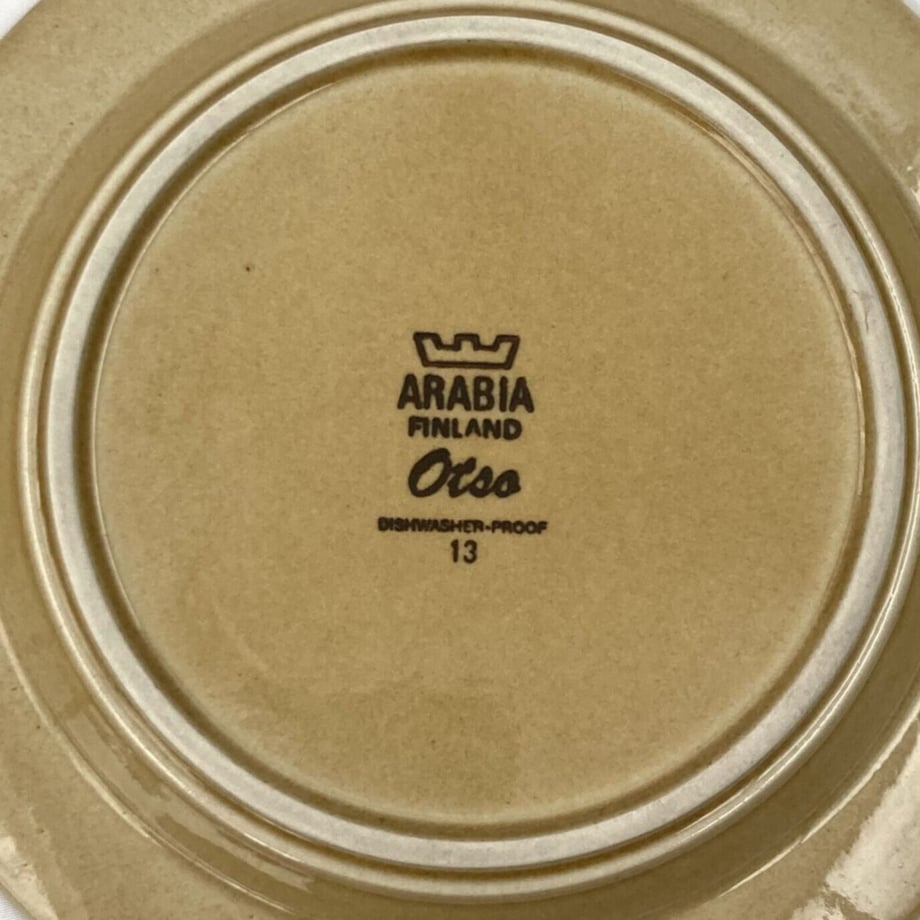 ARABIA
FINLAND
Otso
DISHWASHER-PROOF
13